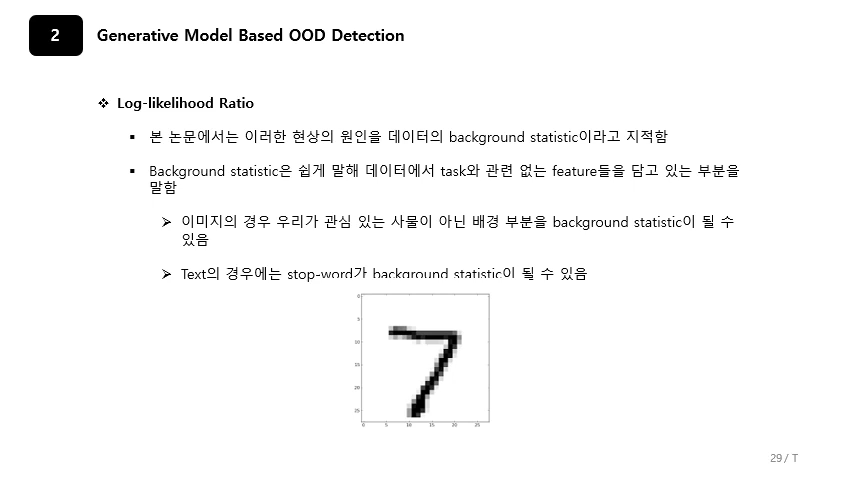 2
Generative Model Based OOD Detection
❖ Log-likelihood Ratio
▪ 본 논문에서는 이러한 현상의 원인을 데이터의 background statistic이라고 지적함
▪ Background statistic은 쉽게 말해 데이터에서 task와 관련 없는 feature들을 담고 있는 부분을
말함
➢ 이미지의 경우 우리가 관심 있는 사물이 아닌 배경 부분을 background statistic이 될 수
있음
➢ Text의 경우에는 stop-word가 background statistic이 될 수 있음
0
5
10
15
20
25
0 5 10 15 20 25
29 / T